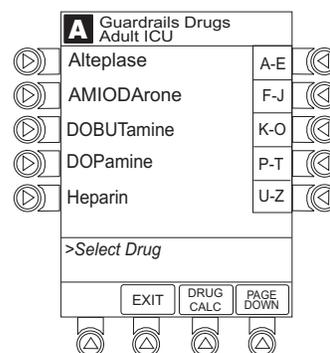 A Guardrails Drugs
Adult ICU
Alteplase A-E
AMIODArone F-J
DOBUTamine K-O
DOPamine P-T
Heparin U-Z
>Select Drug
EXIT DRUG CALC PAGE DOWN